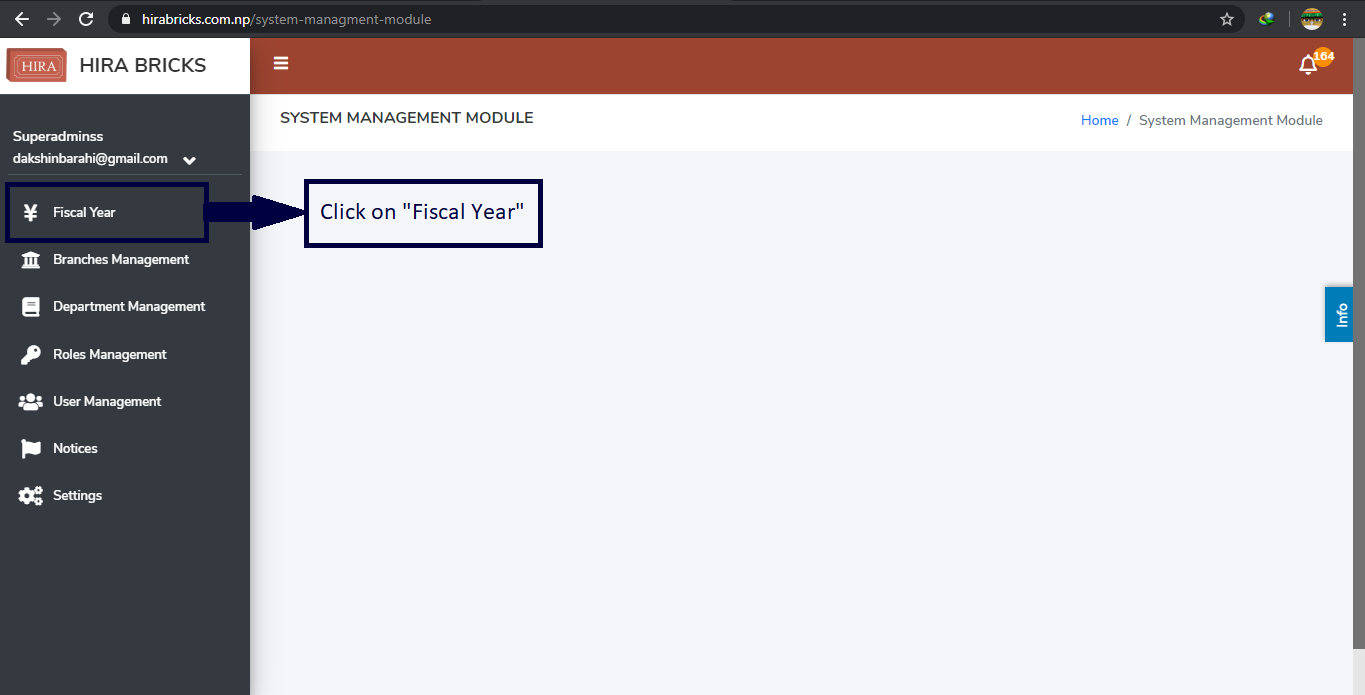 hirabricks.com.np/system-managment-module
HIRA
HIRA BRICKS
164
SYSTEM MANAGEMENT MODULE
Home / System Management Module
Superadminss
dakshinbarahi@gmail.com
Fiscal Year
Click on "Fiscal Year"
Branches Management
Department Management
Info
Roles Management
User Management
Notices
Settings